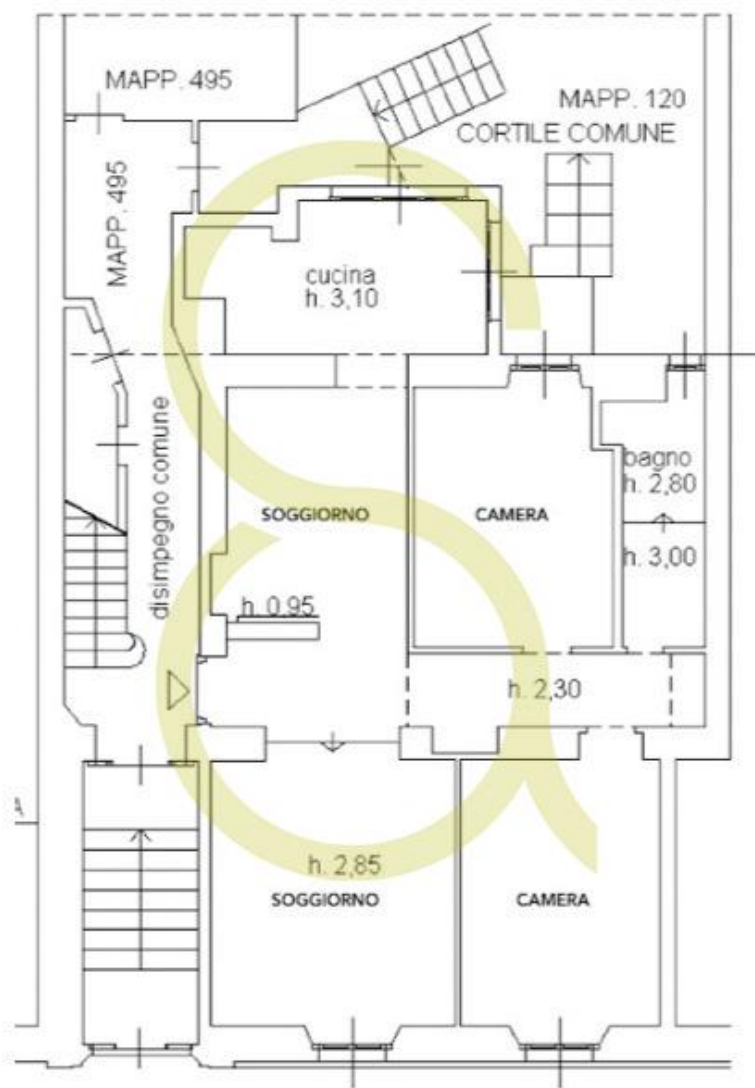 MAPP. 495
MAPP. 120
CORTILE COMUNE
MAPP. 495
cucina
h. 3,10
disimpegno comune
SOGGIORNO
CAMERA
bagno
h. 2,80
h. 3,00
h. 0,95
h. 2,30
h. 2,85
SOGGIORNO
CAMERA